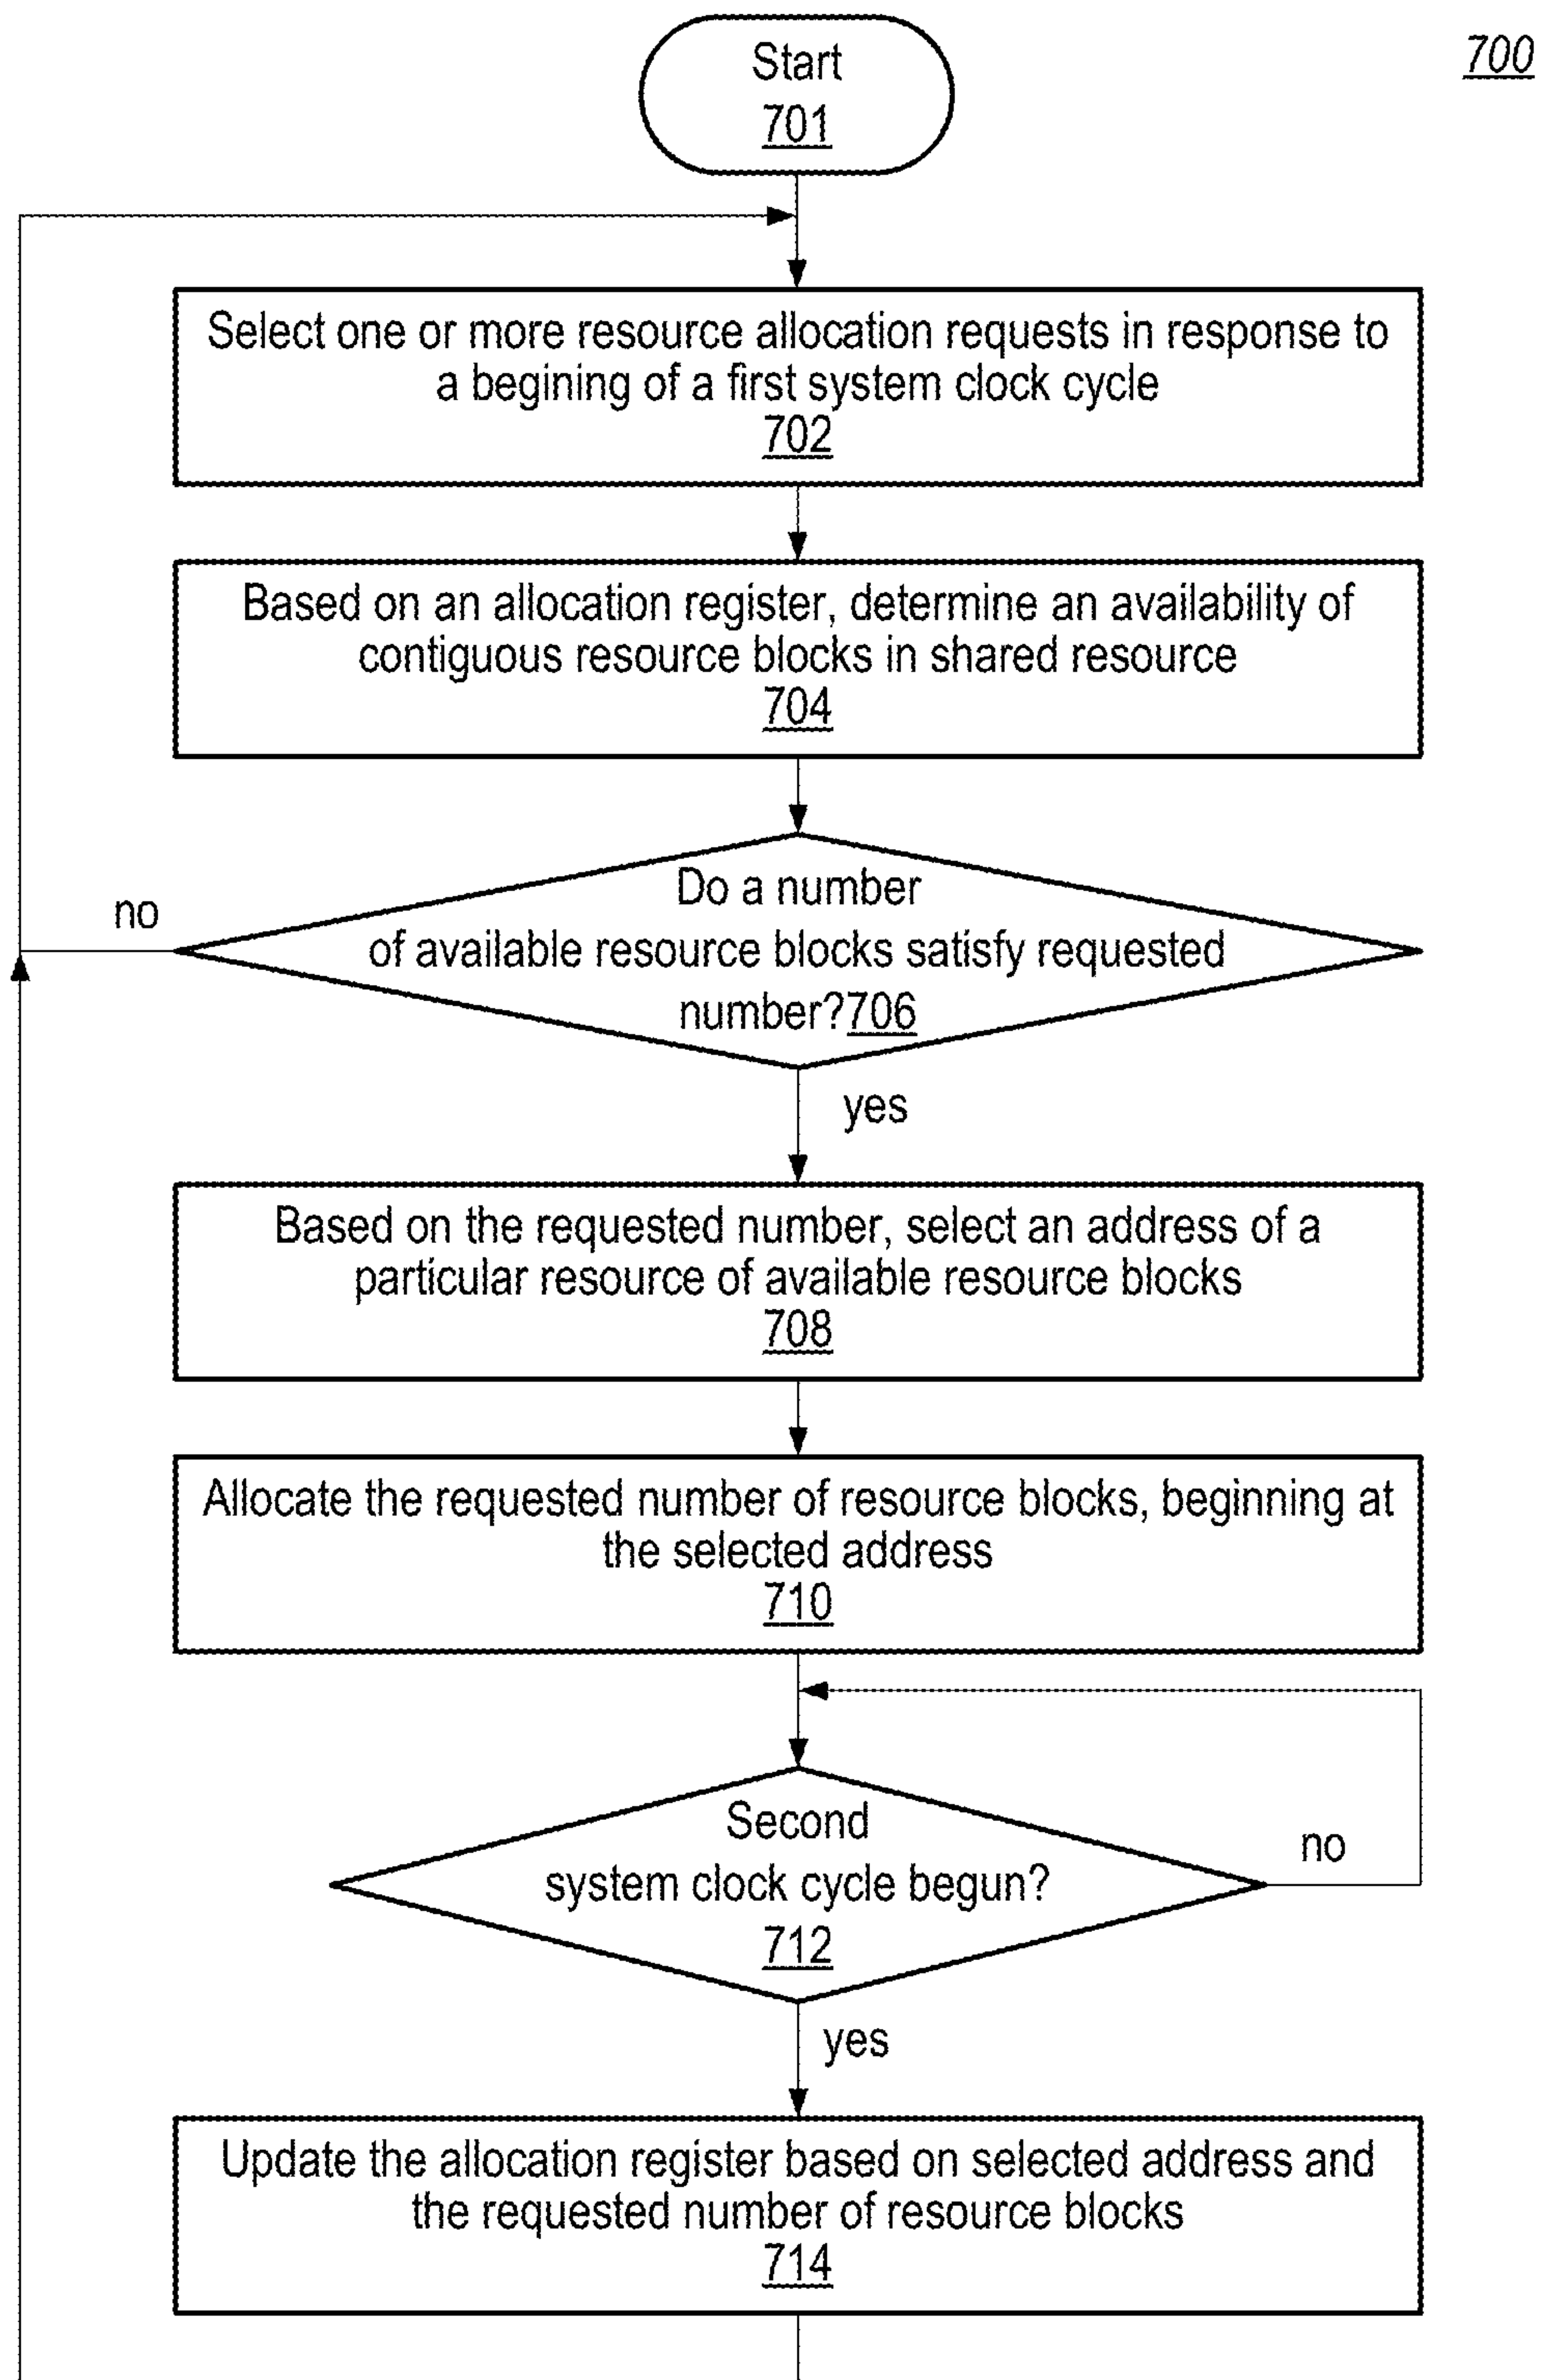 Start
701
700
Select one or more resource allocation requests in response to
a begining of a first system clock cycle
702
Based on an allocation register, determine an availability of
contiguous resource blocks in shared resource
704
Do a number
of available resource blocks satisfy requested
number?706
no
yes
Based on the requested number, select an address of a
particular resource of available resource blocks
708
Allocate the requested number of resource blocks, beginning at
the selected address
710
Second
system clock cycle begun?
712
no
yes
Update the allocation register based on selected address and
the requested number of resource blocks
714